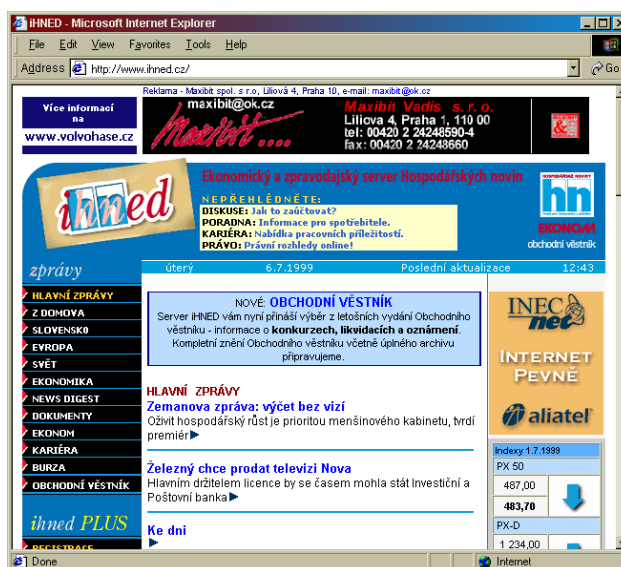 iHNED - Microsoft Internet Explorer
File Edit View Favorites Tools Help
Address http://www.ihned.cz/ Go
Reklama - Maxibit spol. s r.o, Liliová 4, Praha 10, e-mail: maxibit@ok.cz
Více informací
na
www.volvohase.cz
maxibit@ok.cz
Maxibit ....
Maxibit Vadis s. r. o.
Liliova 4, Praha 1, 110 00
tel: 00420 2 24248590-4
fax: 00420 2 24248660
ihned
Ekonomický a zpravodajský server Hospodářských novin
NEPŘEHLÉDNĚTE:
DISKUSE: Jak to zaúčtovat?
PORADNA: Informace pro spotřebitele.
KARIÉRA: Nabídka pracovních příležitostí.
PRÁVO: Právní rozhledy online!
HOSPODÁŘSKÉ NOVINY
hn
EKONOM
obchodní věstník
zprávy
úterý 6.7.1999 Poslední aktualizace 12:43
HLAVNÍ ZPRÁVY
Z DOMOVA
SLOVENSKO
EVROPA
SVĚT
EKONOMIKA
NEWS DIGEST
DOKUMENTY
EKONOM
KARIÉRA
BURZA
OBCHODNÍ VĚSTNÍK
ihned PLUS
REGISTRACE
NOVÉ: OBCHODNÍ VĚSTNÍK
Server iHNED vám nyní přináší výběr z letošních vydání Obchodního
věstníku - informace o konkurzech, likvidacích a oznámení.
Kompletní znění Obchodního věstníku včetně úplného archivu
připravujeme.
HLAVNÍ ZPRÁVY
Zemanova zpráva: výčet bez vizí
Oživit hospodářský růst je prioritou menšinového kabinetu, tvrdí
premiér
Železný chce prodat televizi Nova
Hlavním držitelem licence by se časem mohla stát Investiční a
Poštovní banka
Ke dni
INEC
net
INTERNET
PEVNĚ
aliatel
Indexy 1.7.1999
PX 50
487,00
483,70
PX-D
1 234,00
Done
Internet